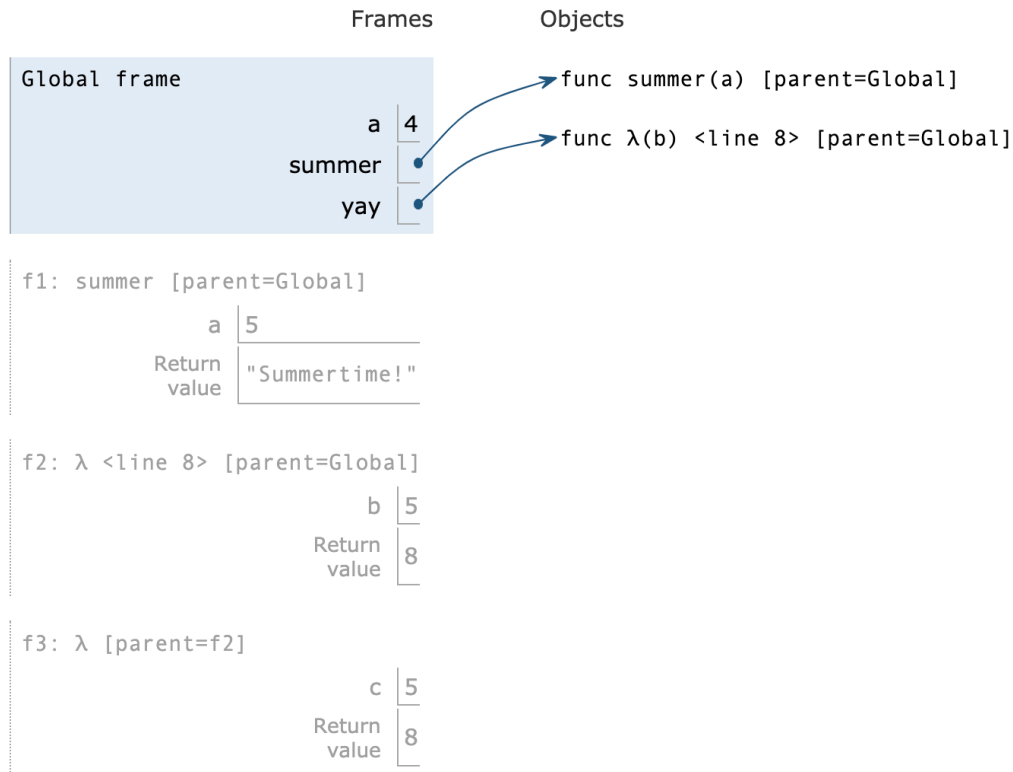 Frames Objects
Global frame
func summer(a) [parent=Global]
a 4
func λ(b) <line 8> [parent=Global]
summer
yay
f1: summer [parent=Global]
a 5
Return
value
"Summertime!"
f2: λ <line 8> [parent=Global]
b 5
Return
value
8
f3: λ [parent=f2]
c 5
Return
value
8